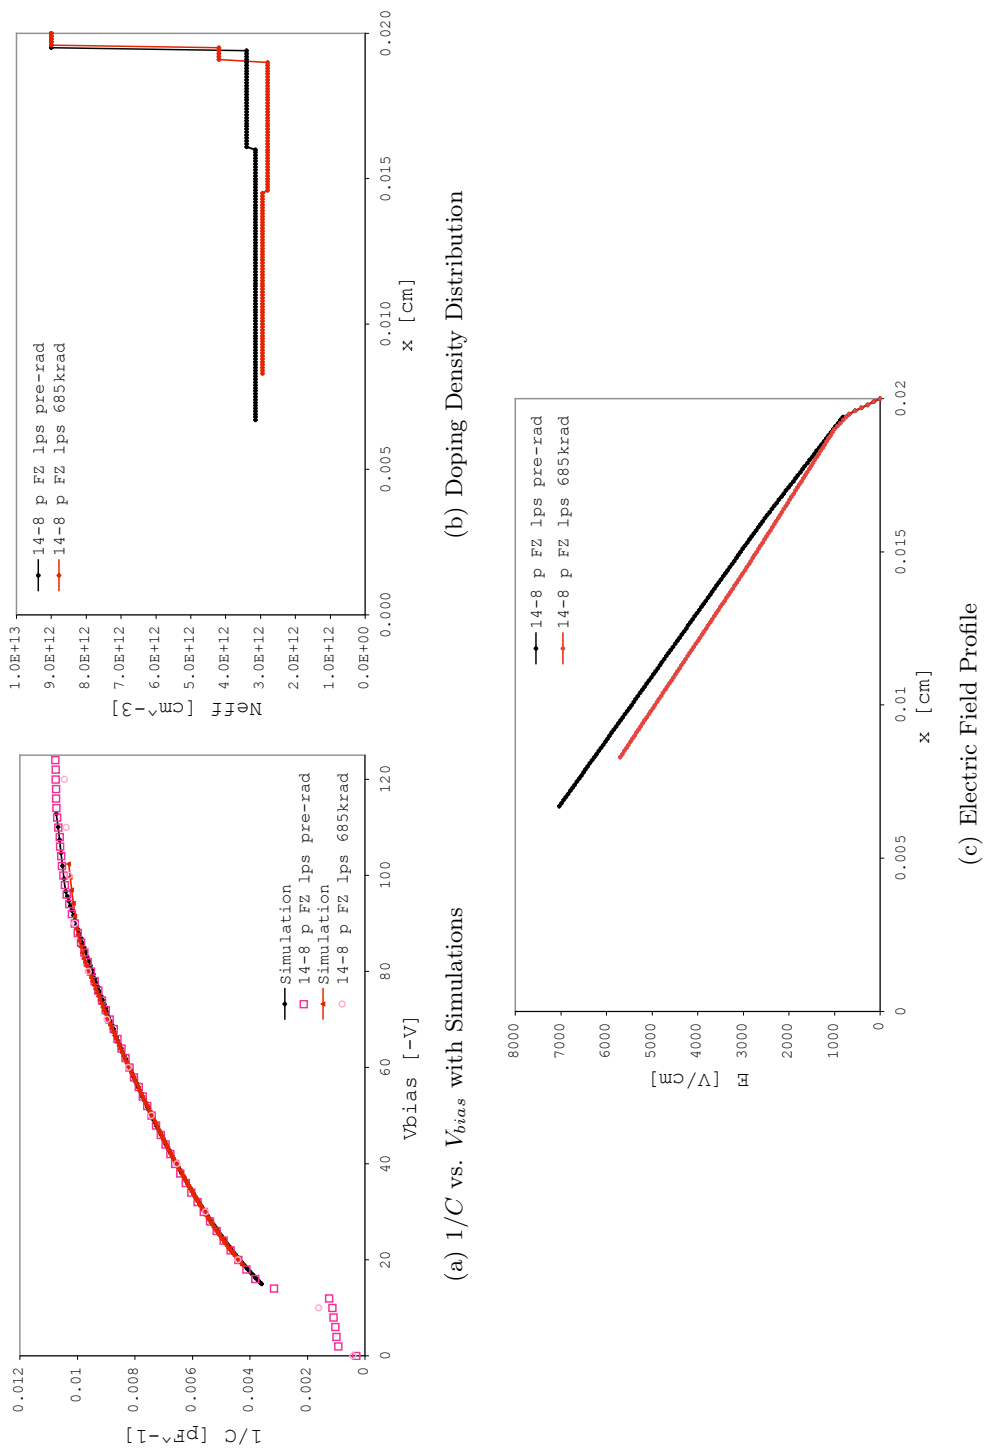 0.012
0.01
0.008
0.006
0.004
0.002
0
1/C [pF^-1]
0
20
40
60
80
100
120
Vbias [-V]
Simulation
14-8 p FZ lps pre-rad
Simulation
14-8 p FZ lps 685krad
(a) 1/C vs. Vbias with Simulations
1.0E+13
9.0E+12
8.0E+12
7.0E+12
6.0E+12
5.0E+12
4.0E+12
3.0E+12
2.0E+12
1.0E+12
0.0E+00
Neff [cm^-3]
0.000
0.005
0.010
0.015
0.020
x [cm]
14-8 p FZ lps pre-rad
14-8 p FZ lps 685krad
(b) Doping Density Distribution
8000
7000
6000
5000
4000
3000
2000
1000
0
E [V/cm]
0
0.005
0.01
0.015
0.02
x [cm]
14-8 p FZ lps pre-rad
14-8 p FZ lps 685krad
(c) Electric Field Profile